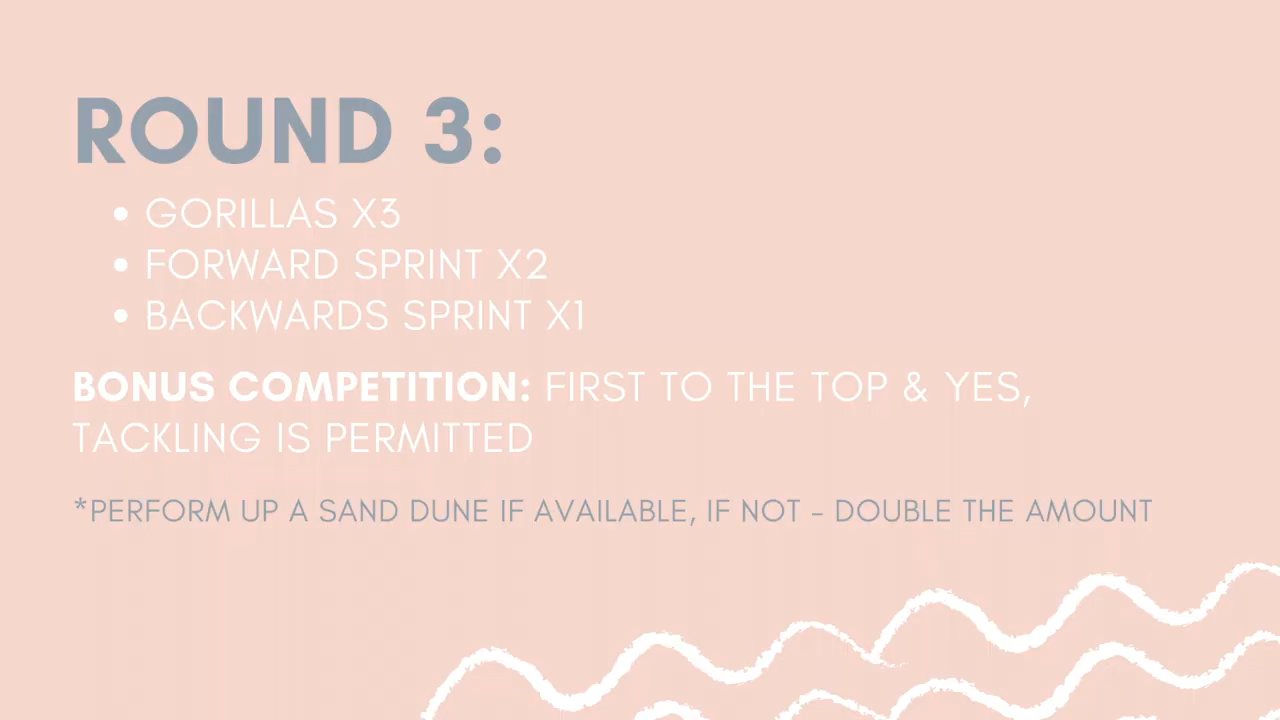 ROUND 3:
• GORILLAS X3
• FORWARD SPRINT X2
• BACKWARDS SPRINT X1
BONUS COMPETITION: FIRST TO THE TOP & YES,
TACKLING IS PERMITTED
*PERFORM UP A SAND DUNE IF AVAILABLE, IF NOT - DOUBLE THE AMOUNT